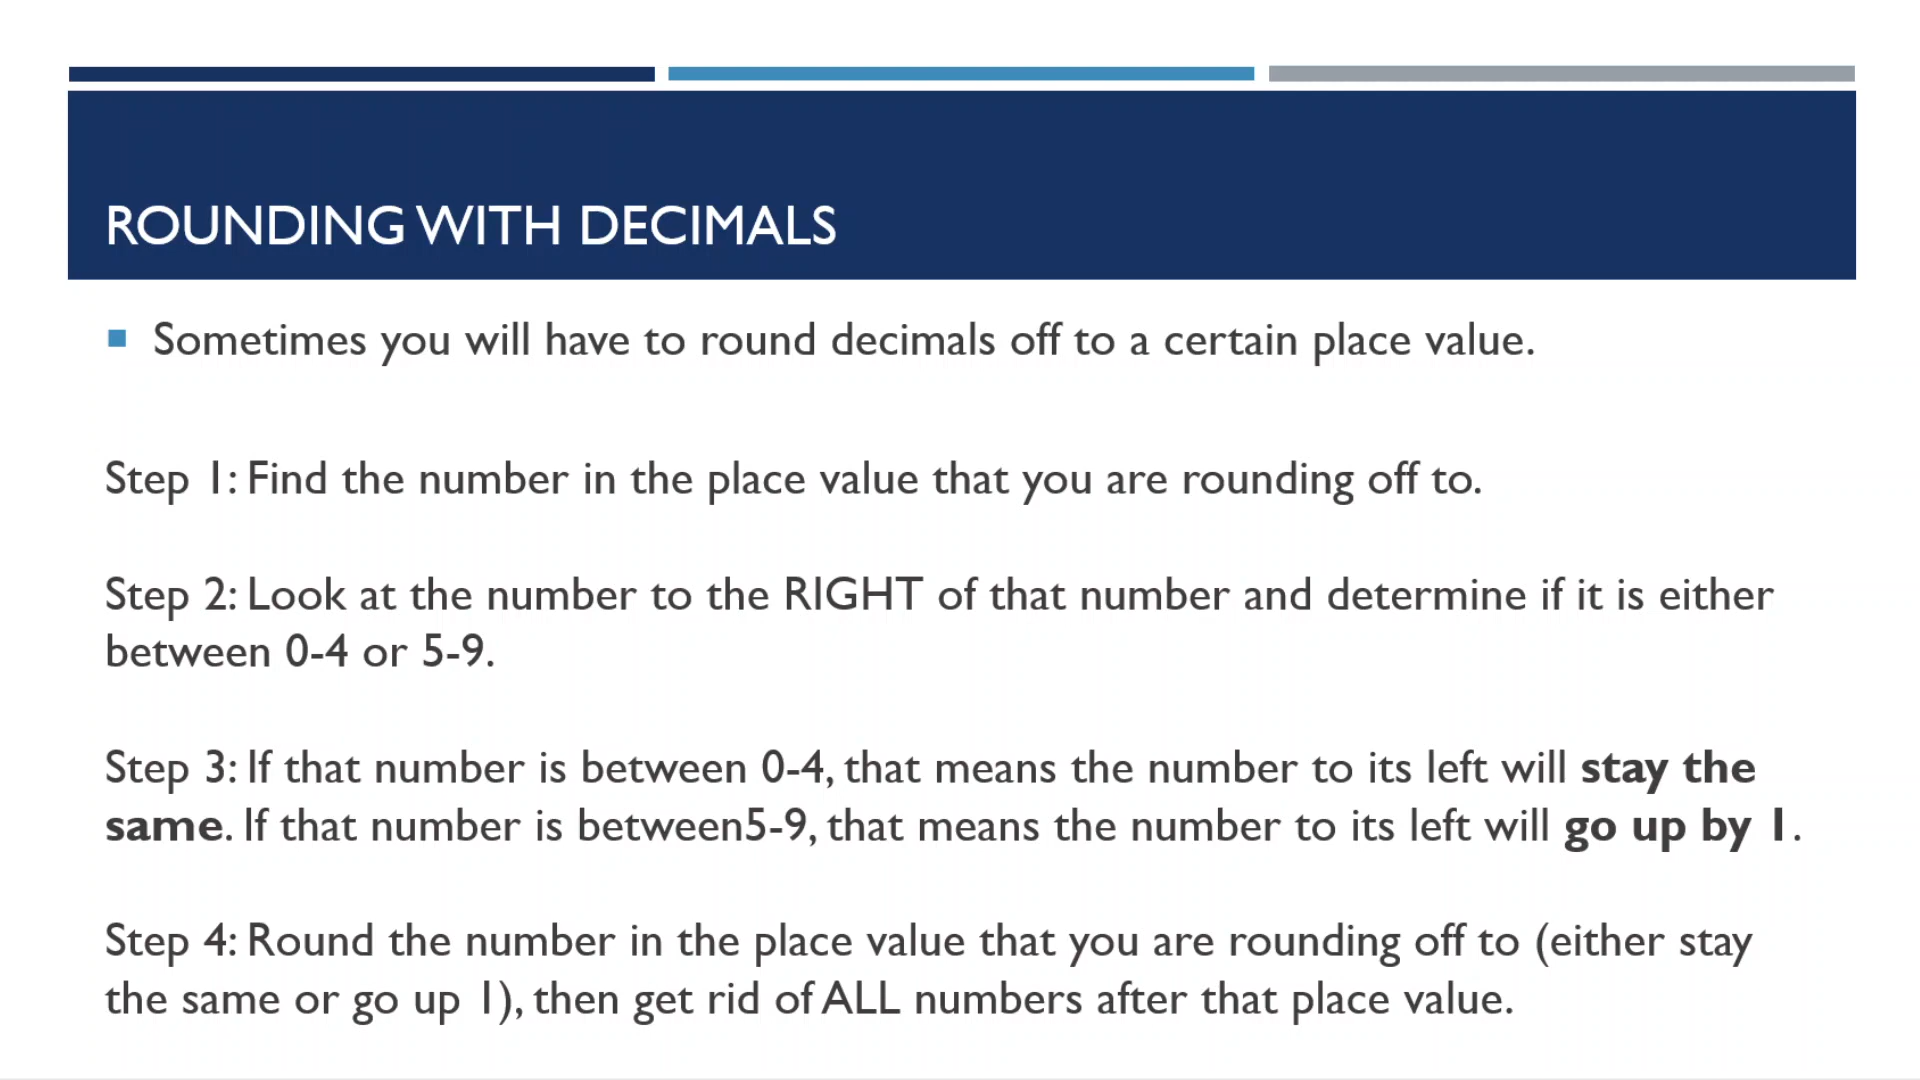 ROUNDING WITH DECIMALS
Sometimes you will have to round decimals off to a certain place value.
Step 1: Find the number in the place value that you are rounding off to.
Step 2: Look at the number to the RIGHT of that number and determine if it is either
between 0-4 or 5-9.
Step 3: If that number is between 0-4, that means the number to its left will stay the
same. If that number is between5-9, that means the number to its left will go up by 1.
Step 4: Round the number in the place value that you are rounding off to (either stay
the same or go up 1), then get rid of ALL numbers after that place value.